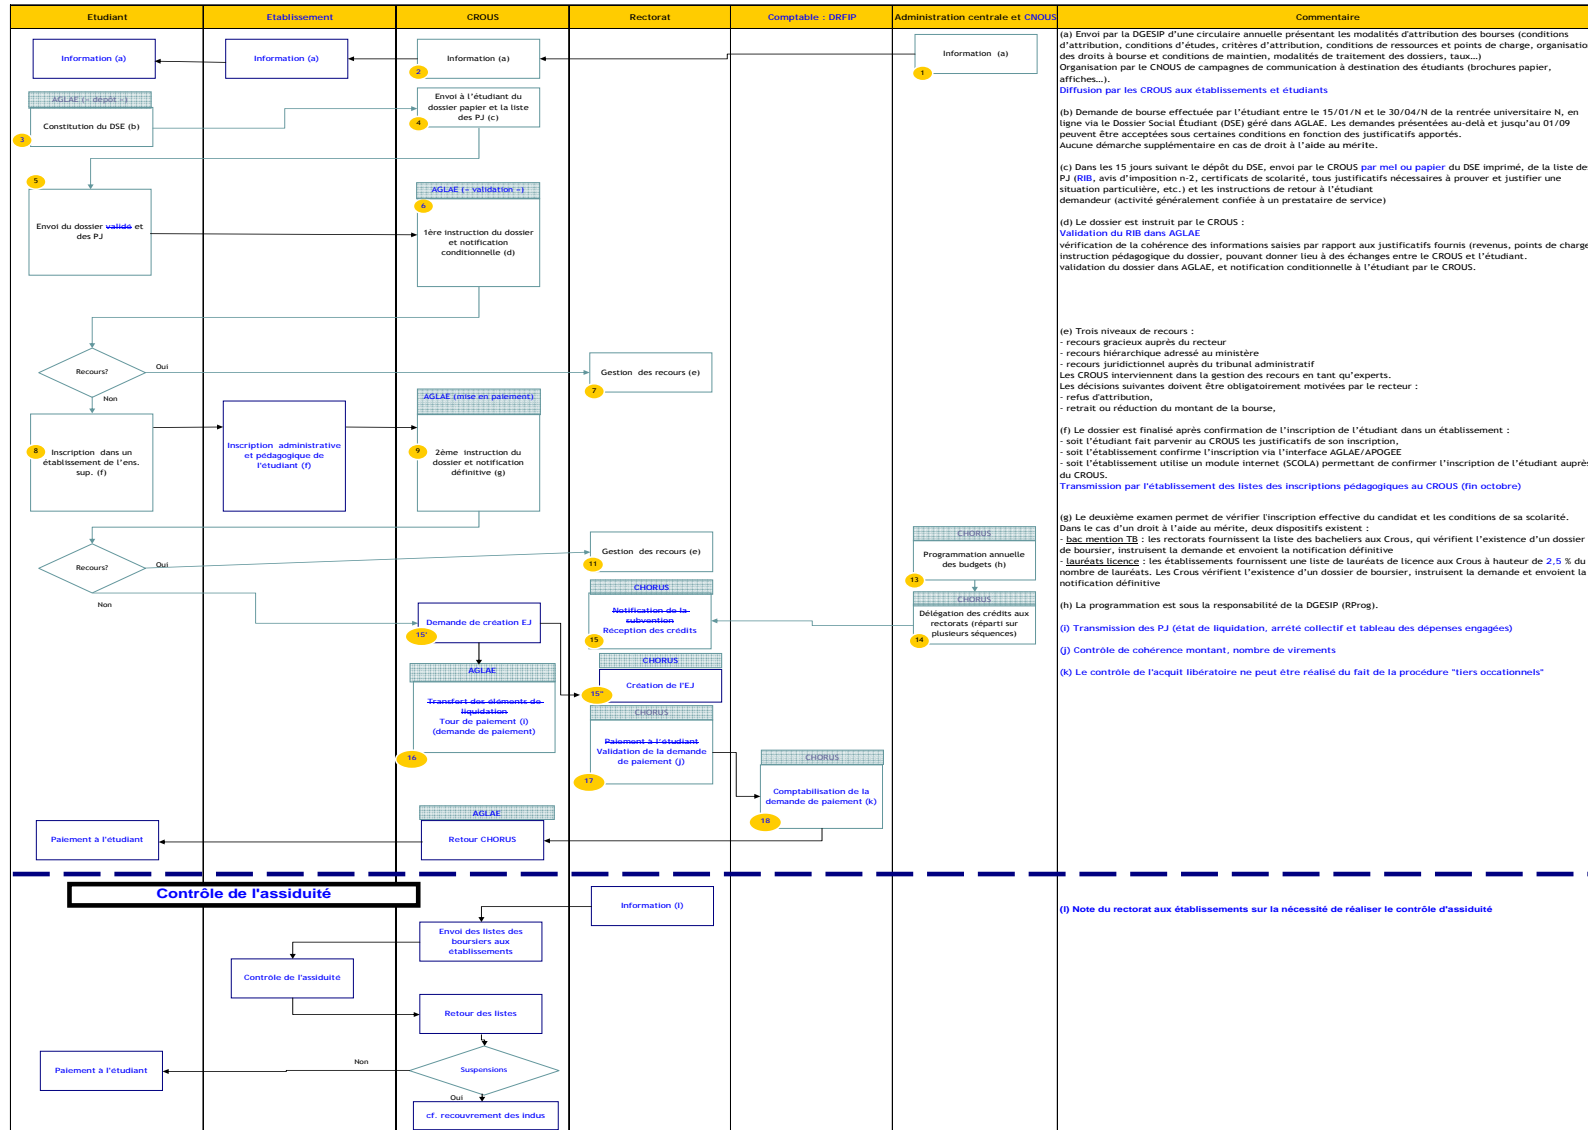 Etudiant
Etablissement
CROUS
Rectorat
Comptable : DRFIP
Administration centrale et CNOUS
Commentaire
Information (a)
Information (a)
Information (a)
2
Information (a)
1
AGLAE (« dépôt »)
Constitution du DSE (b)
3
Envoi à l'étudiant du
dossier papier et la liste
des PJ (c)
4
5
Envoi du dossier validé et
des PJ
AGLAE (« validation »)
6
1ère instruction du dossier
et notification
conditionnelle (d)
Recours?
Oui
Non
Gestion des recours (e)
7
8
Inscription dans un
établissement de l'ens.
sup. (f)
Inscription administrative
et pédagogique de
l'étudiant (f)
AGLAE (mise en paiement)
9
2ème instruction du
dossier et notification
définitive (g)
Recours?
Oui
Non
Gestion des recours (e)
11
CHORUS
Programmation annuelle
des budgets (h)
13
CHORUS
Délégation des crédits aux
rectorats (réparti sur
plusieurs séquences)
14
CHORUS
Notification de la
subvention
Réception des crédits
15
Demande de création EJ
15'
CHORUS
Création de l'EJ
15"
AGLAE
Transfert des éléments de
liquidation
Tour de paiement (i)
(demande de paiement)
16
CHORUS
Paiement à l'étudiant
Validation de la demande
de paiement (j)
17
CHORUS
Comptabilisation de la
demande de paiement (k)
18
AGLAE
Retour CHORUS
Paiement à l'étudiant
Contrôle de l'assiduité
Information (l)
Envoi des listes des
boursiers aux
établissements
Contrôle de l'assiduité
Retour des listes
Suspensions
Non
Oui
Paiement à l'étudiant
cf. recouvrement des indus
(a) Envoi par la DGESIP d'une circulaire annuelle présentant les modalités d'attribution des bourses (conditions
d'attribution, conditions d'études, critères d'attribution, conditions de ressources et points de charge, organisatio
des droits à bourse et conditions de maintien, modalités de traitement des dossiers, taux...)
Organisation par le CNOUS de campagnes de communication à destination des étudiants (brochures papier,
affiches...).
Diffusion par les CROUS aux établissements et étudiants
(b) Demande de bourse effectuée par l'étudiant entre le 15/01/N et le 30/04/N de la rentrée universitaire N, en
ligne via le Dossier Social Étudiant (DSE) géré dans AGLAE. Les demandes présentées au-delà et jusqu'au 01/09
peuvent être acceptées sous certaines conditions en fonction des justificatifs apportés.
Aucune démarche supplémentaire en cas de droit à l'aide au mérite.
(c) Dans les 15 jours suivant le dépôt du DSE, envoi par le CROUS par mel ou papier du DSE imprimé, de la liste de
PJ (RIB, avis d'imposition n-2, certificats de scolarité, tous justificatifs nécessaires à prouver et justifier une
situation particulière, etc.) et les instructions de retour à l'étudiant
demandeur (activité généralement confiée à un prestataire de service)
(d) Le dossier est instruit par le CROUS :
Validation du RIB dans AGLAE
vérification de la cohérence des informations saisies par rapport aux justificatifs fournis (revenus, points de charge
instruction pédagogique du dossier, pouvant donner lieu à des échanges entre le CROUS et l'étudiant.
validation du dossier dans AGLAE, et notification conditionnelle à l'étudiant par le CROUS.
(e) Trois niveaux de recours :
- recours gracieux auprès du recteur
- recours hiérarchique adressé au ministère
- recours juridictionnel auprès du tribunal administratif
Les CROUS interviennent dans la gestion des recours en tant qu'experts.
Les décisions suivantes doivent être obligatoirement motivées par le recteur :
- refus d'attribution,
- retrait ou réduction du montant de la bourse,
(f) Le dossier est finalisé après confirmation de l'inscription de l'étudiant dans un établissement :
- soit l'étudiant fait parvenir au CROUS les justificatifs de son inscription,
- soit l'établissement confirme l'inscription via l'interface AGLAE/APOGEE
- soit l'établissement utilise un module internet (SCOLA) permettant de confirmer l'inscription de l'étudiant auprès
du CROUS.
Transmission par l'établissement des listes des inscriptions pédagogiques au CROUS (fin octobre)
(g) Le deuxième examen permet de vérifier l'inscription effective du candidat et les conditions de sa scolarité.
Dans le cas d'un droit à l'aide au mérite, deux dispositifs existent :
- bac mention TB : les rectorats fournissent la liste des bacheliers aux Crous, qui vérifient l'existence d'un dossier
de boursier, instruisent la demande et envoient la notification définitive
- lauréats licence : les établissements fournissent une liste de lauréats de licence aux Crous à hauteur de 2,5 % du
nombre de lauréats. Les Crous vérifient l'existence d'un dossier de boursier, instruisent la demande et envoient la
notification définitive
(h) La programmation est sous la responsabilité de la DGESIP (RProg).
(i) Transmission des PJ (état de liquidation, arrêté collectif et tableau des dépenses engagées)
(j) Contrôle de cohérence montant, nombre de virements
(k) Le contrôle de l'acquit libératoire ne peut être réalisé du fait de la procédure "tiers occationnels"
(l) Note du rectorat aux établissements sur la nécessité de réaliser le contrôle d'assiduité